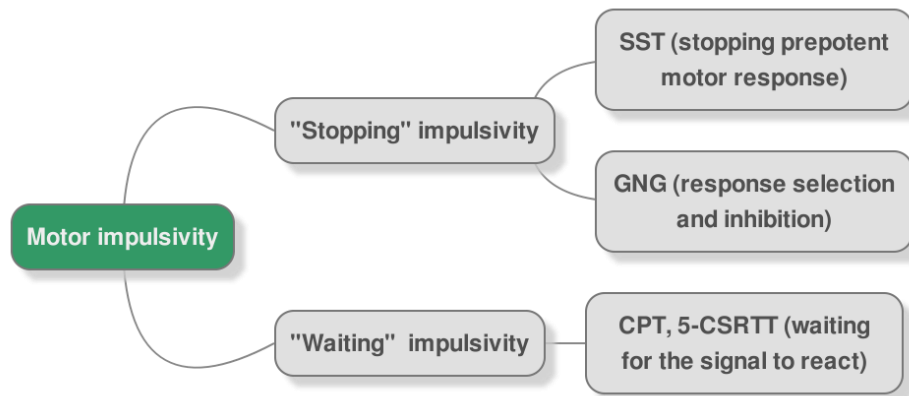 SST (stopping prepotent
motor response)
"Stopping" impulsivity
GNG (response selection
and inhibition)
Motor impulsivity
"Waiting"  impulsivity
CPT, 5-CSRTT (waiting
for the signal to react)